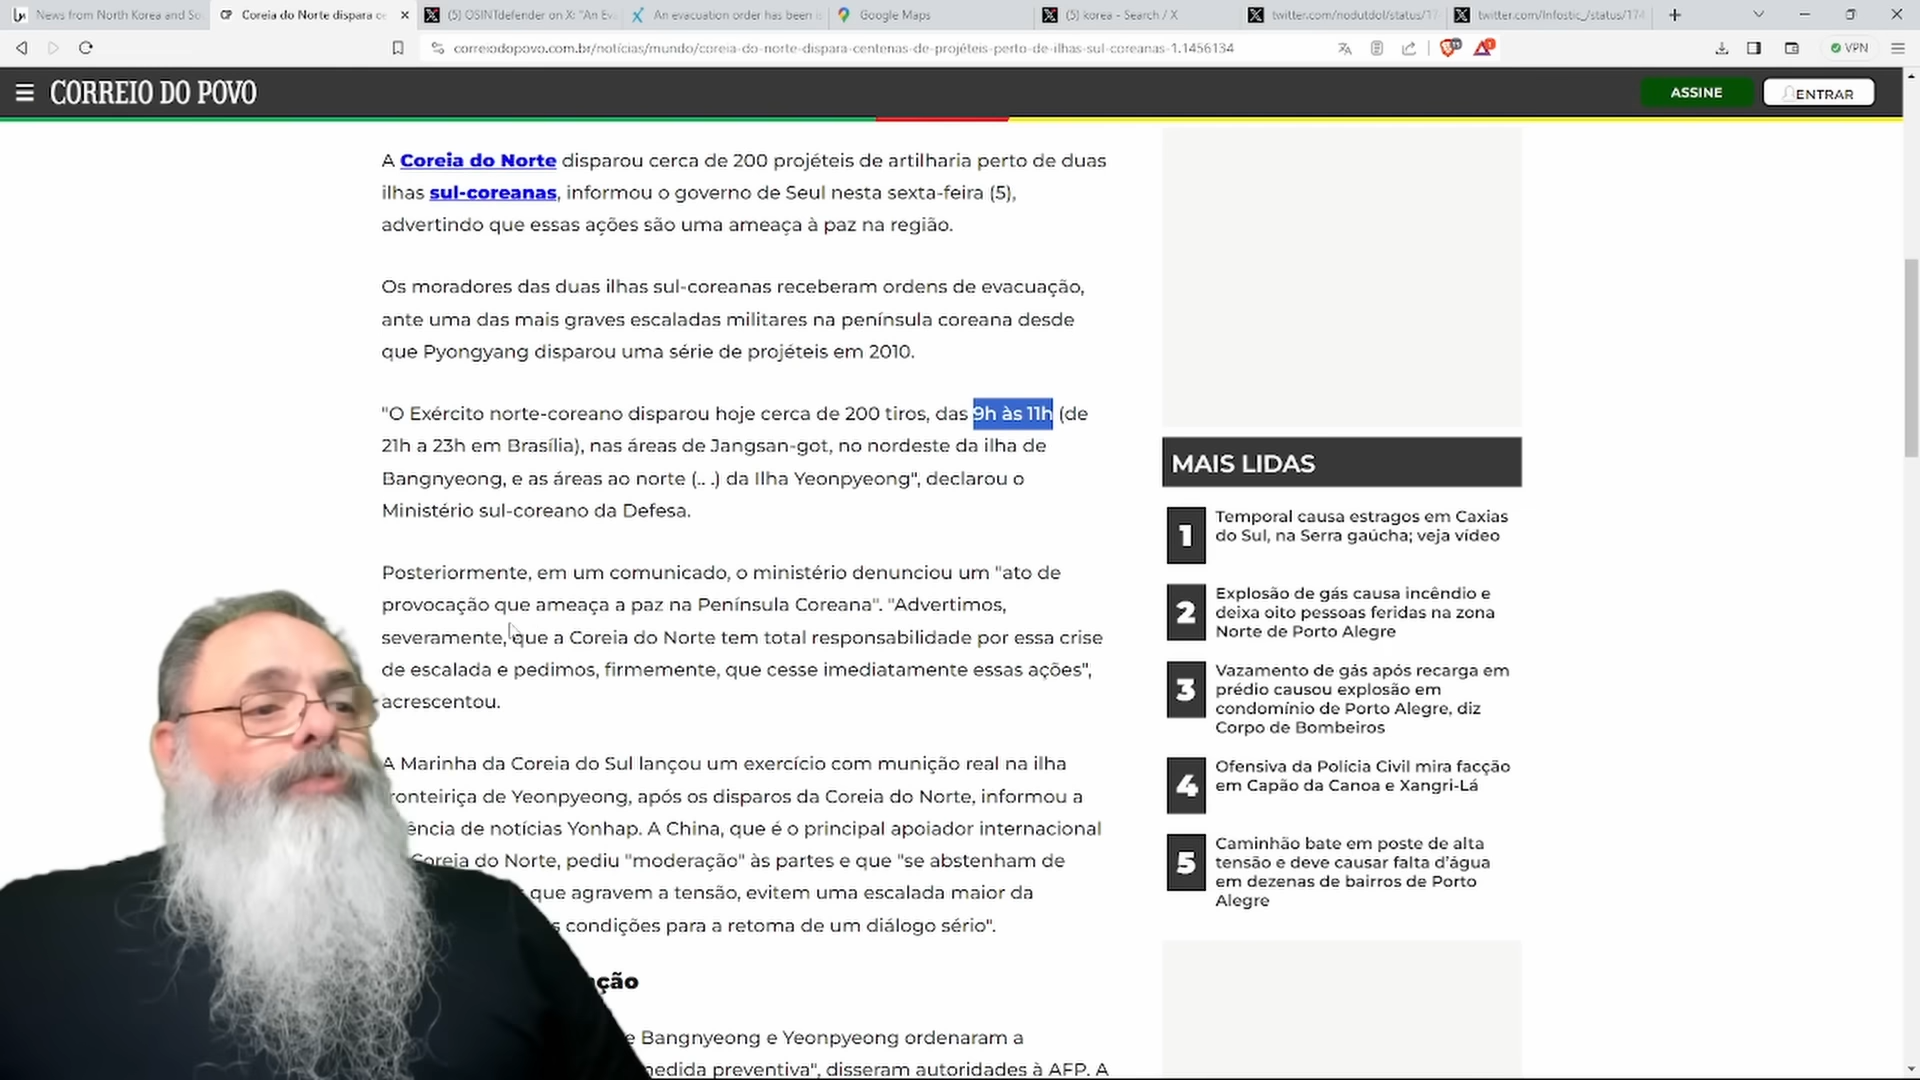 News from North Korea and So
Coreia do Norte dispara ce
(5) OSINTdefender on X: "An Eva
An evacuation order has been is
Google Maps
(5) korea - Search / X
twitter.com/nodutdol/status/17
twitter.com/Infostic_/status/174
correiodopovo.com.br/notícias/mundo/coreia-do-norte-dispara-centenas-de-projéteis-perto-de-ilhas-sul-coreanas-1.1456134
VPN
CORREIO DO POVO
ASSINE
ENTRAR
A Coreia do Norte disparou cerca de 200 projéteis de artilharia perto de duas
ilhas sul-coreanas, informou o governo de Seul nesta sexta-feira (5),
advertindo que essas ações são uma ameaça à paz na região.
Os moradores das duas ilhas sul-coreanas receberam ordens de evacuação,
ante uma das mais graves escaladas militares na península coreana desde
que Pyongyang disparou uma série de projéteis em 2010.
"O Exército norte-coreano disparou hoje cerca de 200 tiros, das 9h às 11h (de
21h a 23h em Brasília), nas áreas de Jangsan-got, no nordeste da ilha de
Bangnyeong, e as áreas ao norte (.. .) da Ilha Yeonpyeong", declarou o
Ministério sul-coreano da Defesa.
Posteriormente, em um comunicado, o ministério denunciou um "ato de
provocação que ameaça a paz na Península Coreana". "Advertimos,
severamente, que a Coreia do Norte tem total responsabilidade por essa crise
de escalada e pedimos, firmemente, que cesse imediatamente essas ações",
acrescentou.
A Marinha da Coreia do Sul lançou um exercício com munição real na ilha
ronteiriça de Yeonpyeong, após os disparos da Coreia do Norte, informou a
ência de notícias Yonhap. A China, que é o principal apoiador internacional
Coreia do Norte, pediu "moderação" às partes e que "se abstenham de
que agravem a tensão, evitem uma escalada maior da
condições para a retoma de um diálogo sério".
ção
e Bangnyeong e Yeonpyeong ordenaram a
medida preventiva", disseram autoridades à AFP. A
MAIS LIDAS
1
Temporal causa estragos em Caxias
do Sul, na Serra gaúcha; veja vídeo
2
Explosão de gás causa incêndio e
deixa oito pessoas feridas na zona
Norte de Porto Alegre
3
Vazamento de gás após recarga em
prédio causou explosão em
condomínio de Porto Alegre, diz
Corpo de Bombeiros
4
Ofensiva da Polícia Civil mira facção
em Capão da Canoa e Xangri-Lá
5
Caminhão bate em poste de alta
tensão e deve causar falta d'água
em dezenas de bairros de Porto
Alegre